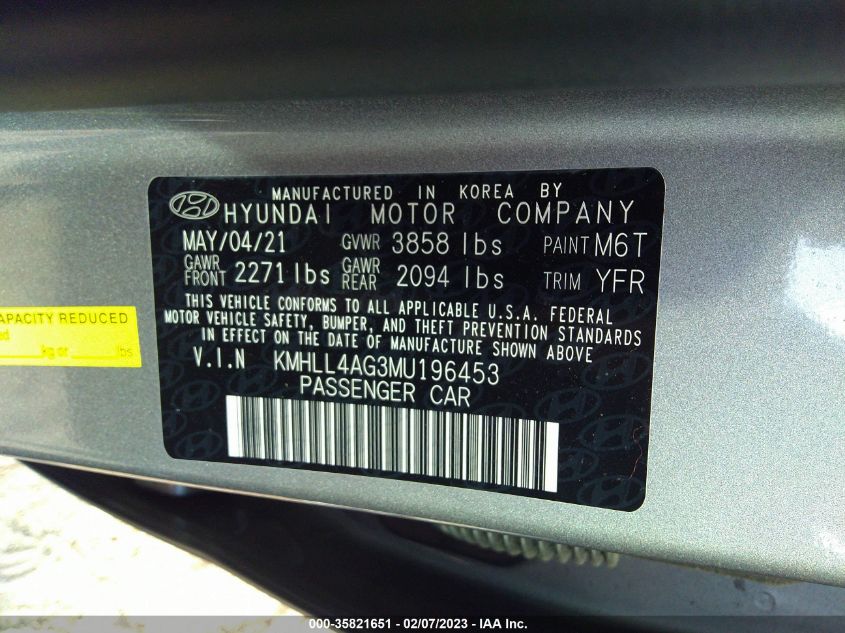 MANUFACTURED IN KOREA BY
HYUNDAI MOTOR COMPANY
MAY/04/21 GVWR 3858 lbs PAINT M6T
GAWR FRONT 2271 lbs GAWR REAR 2094 lbs TRIM YFR
THIS VEHICLE CONFORMS TO ALL APPLICABLE U.S.A. FEDERAL
MOTOR VEHICLE SAFETY, BUMPER, AND THEFT PREVENTION STANDARDS
IN EFFECT ON THE DATE OF MANUFACTURE SHOWN ABOVE
V.I.N KMHLL4AG3MU196453
PASSENGER CAR
CAPACITY REDUCED
kg or lbs
000-35821651 - 02/07/2023 - IAA Inc.